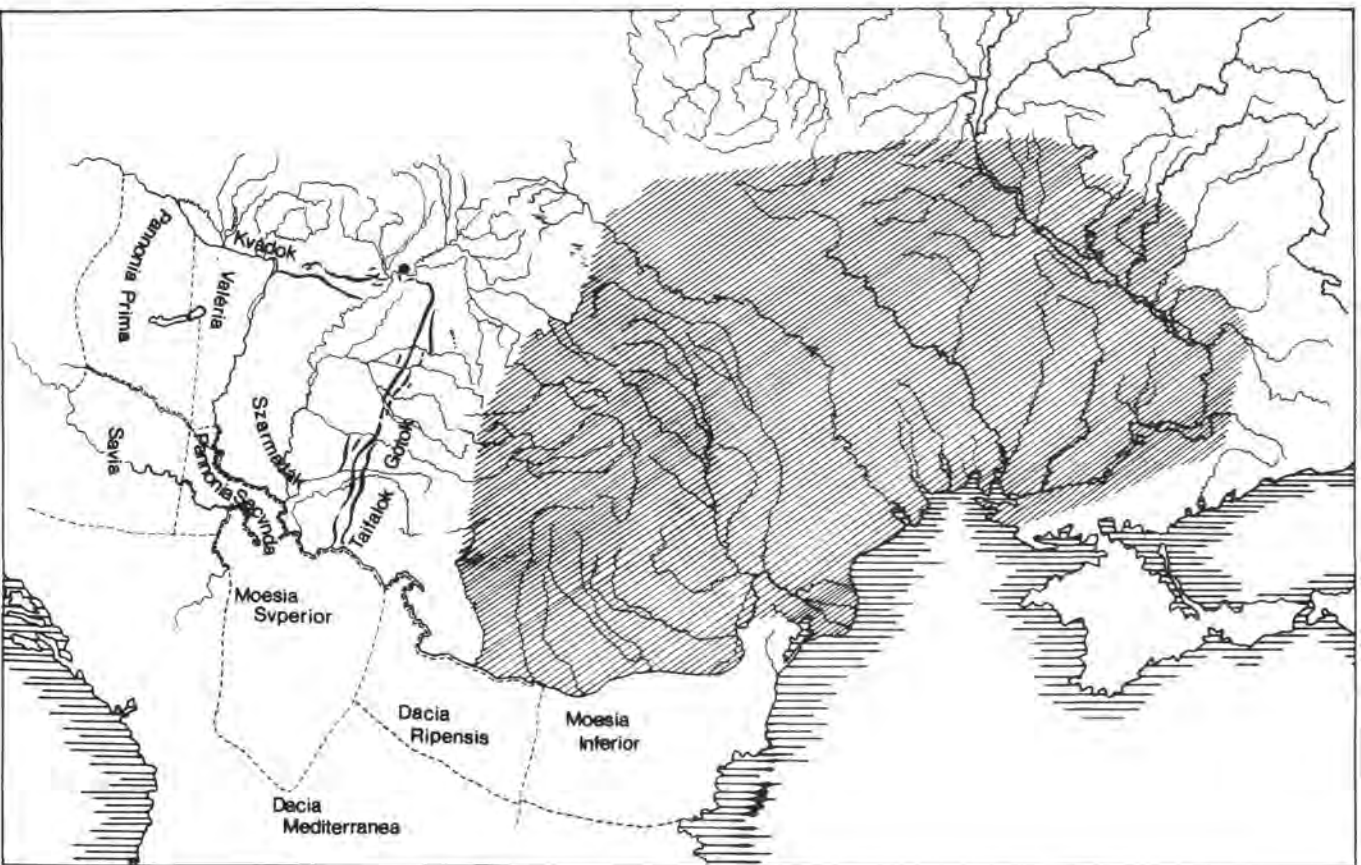 Kvádok
Pannonia Prima
Valeria
Szarmaták
Gótok
Savia
Pannonia Secvnda
Taifalok
Moesia
Svperior
Dacia
Ripensis
Moesia
Inferior
Dacia
Mediterranea